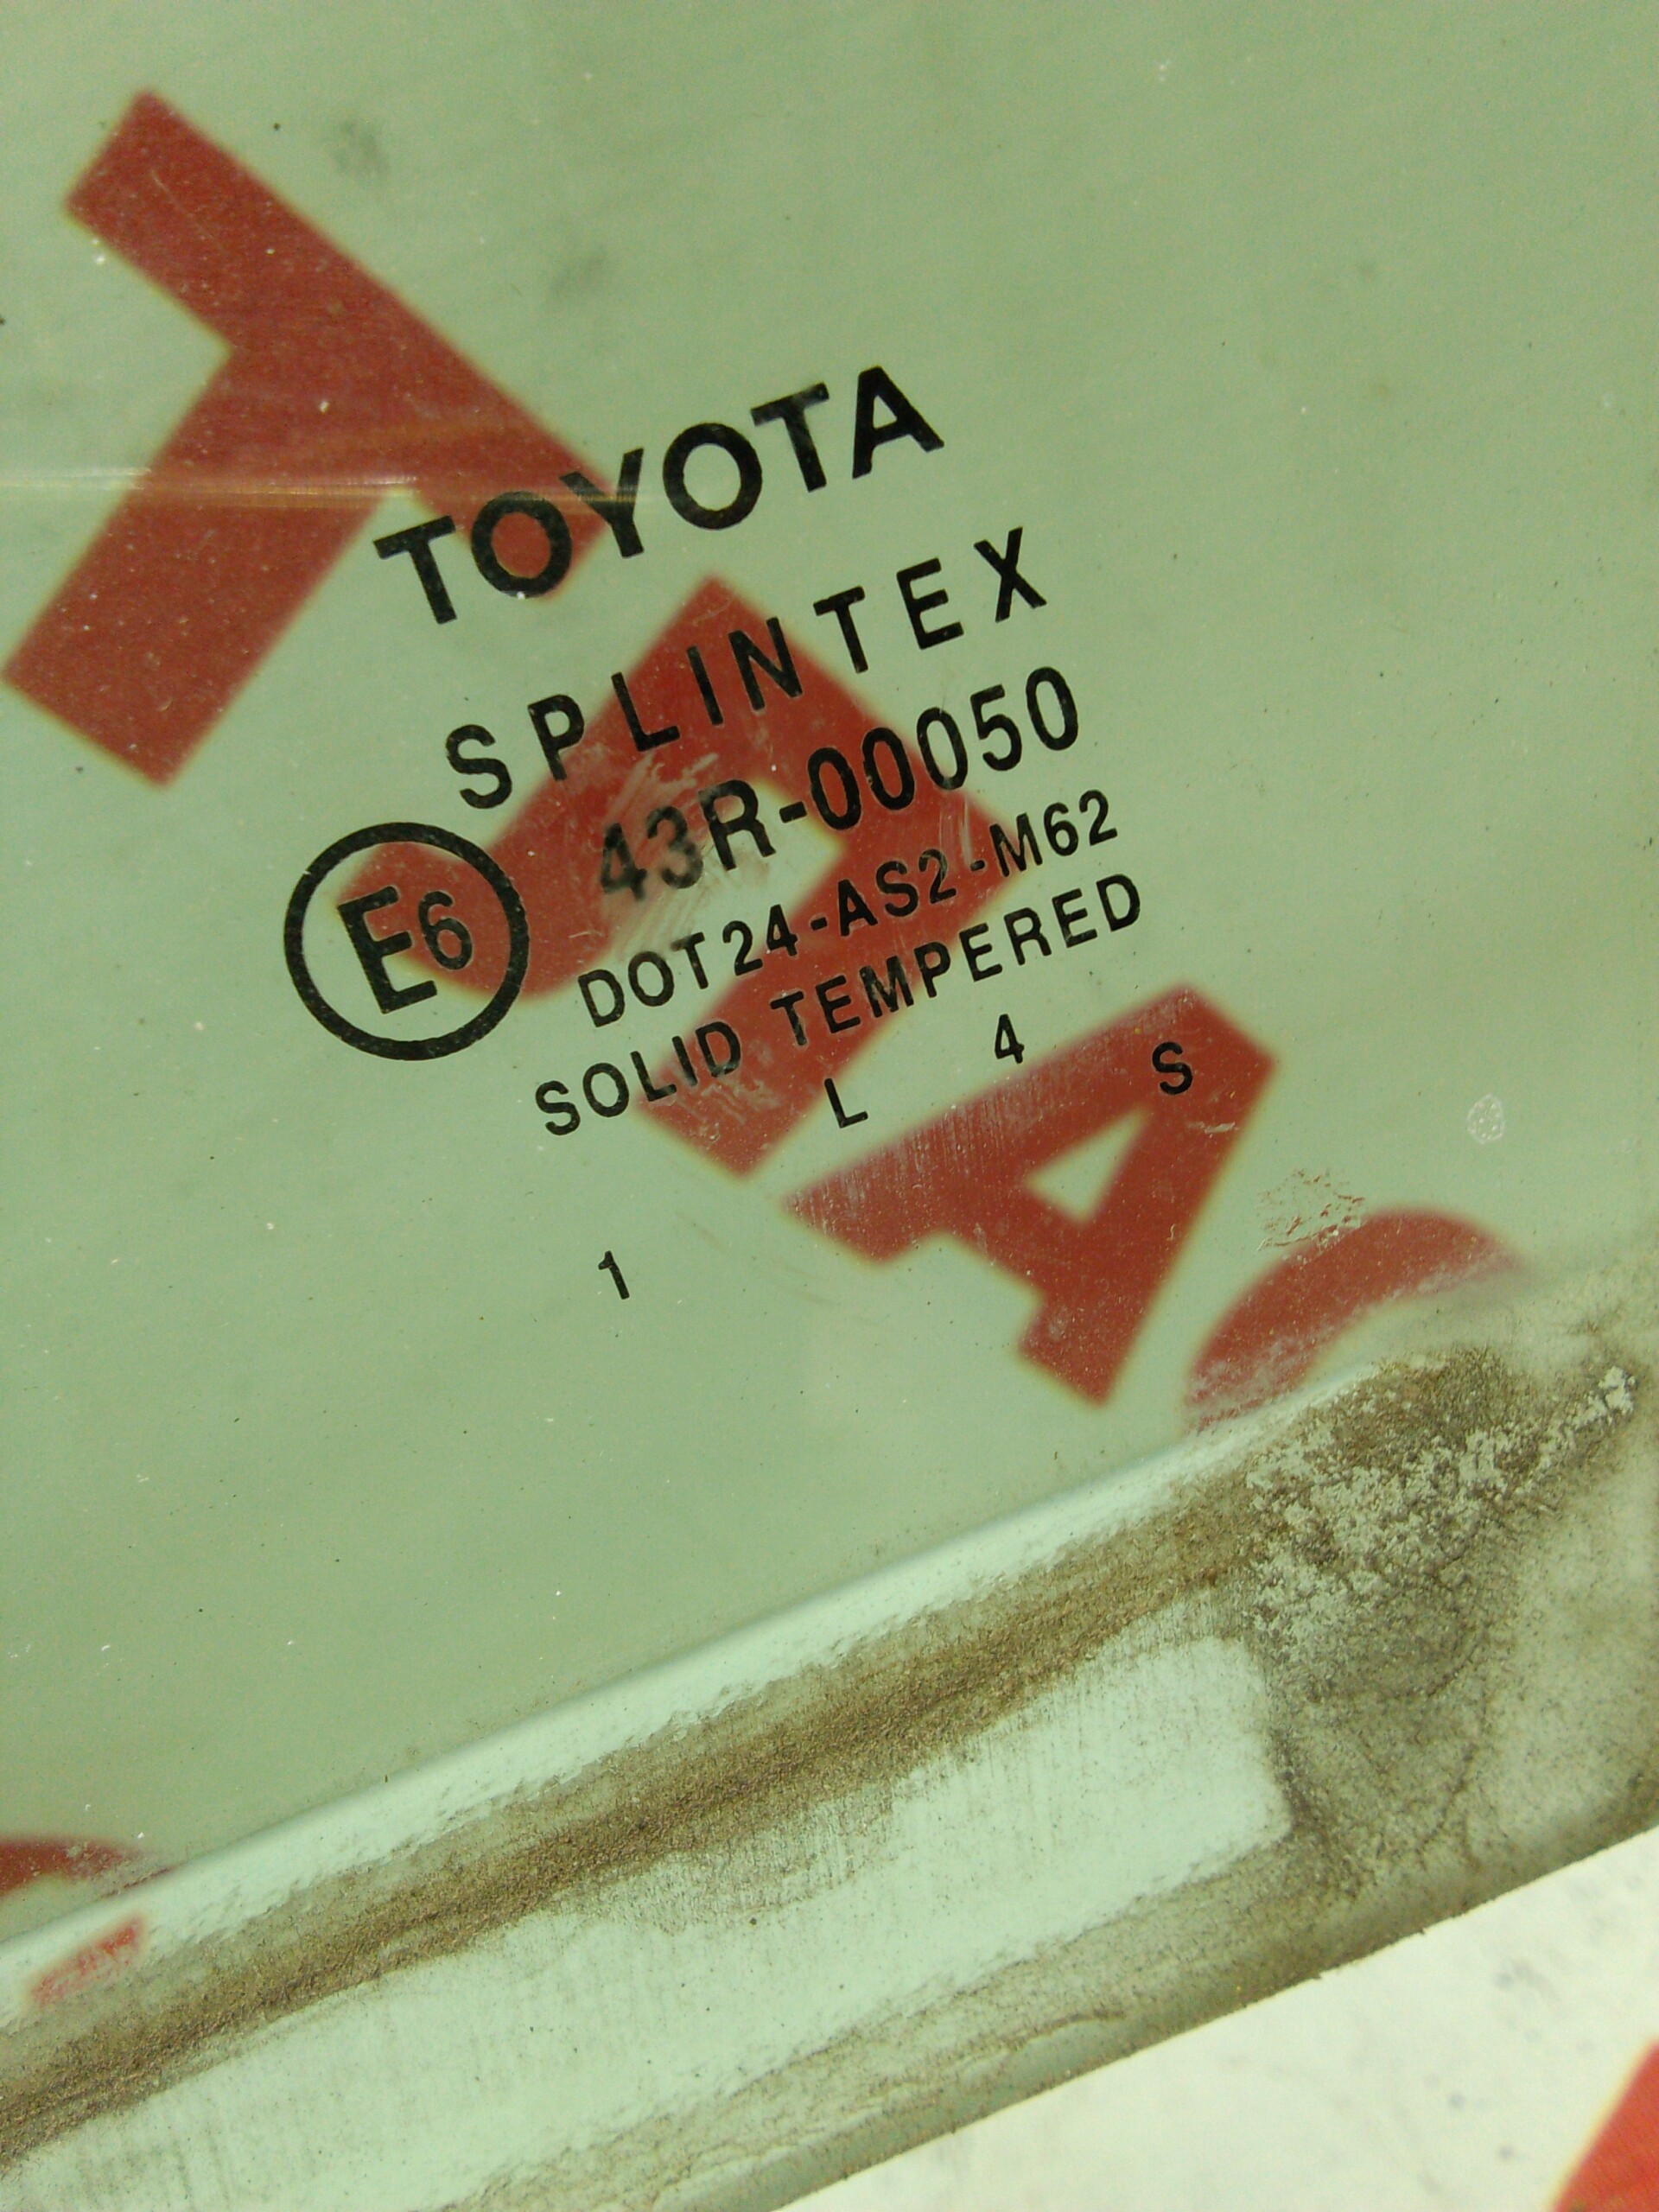 TOYOTA
SPLINTEX
E6 43R-00050
DOT24-AS2-M62
SOLID TEMPERED
L 4 S
1